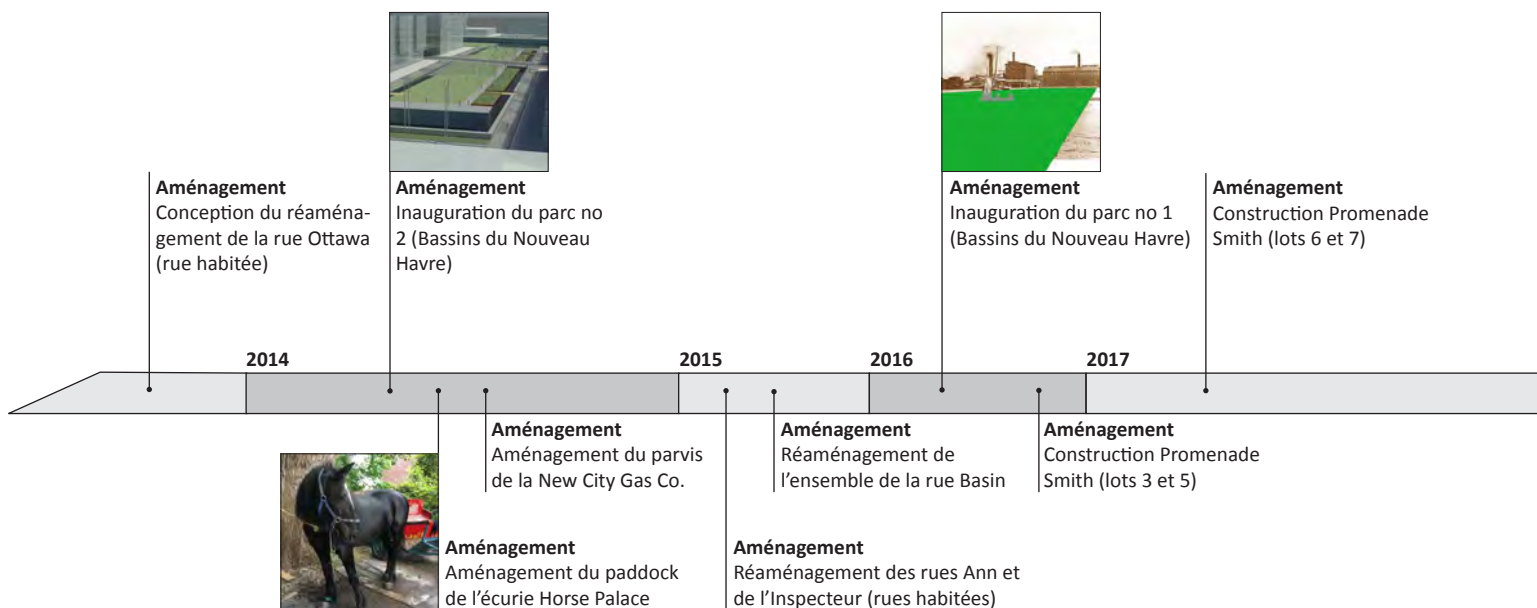 Aménagement
Conception du réaména-
gement de la rue Ottawa
(rue habitée)
Aménagement
Inauguration du parc no
2 (Bassins du Nouveau
Havre)
Aménagement
Inauguration du parc no 1
(Bassins du Nouveau Havre)
Aménagement
Construction Promenade
Smith (lots 6 et 7)
2014
2015
2016
2017
Aménagement
Aménagement du parvis
de la New City Gas Co.
Aménagement
Réaménagement de
l’ensemble de la rue Basin
Aménagement
Construction Promenade
Smith (lots 3 et 5)
Aménagement
Aménagement du paddock
de l’écurie Horse Palace
Aménagement
Réaménagement des rues Ann et
de l’Inspecteur (rues habitées)